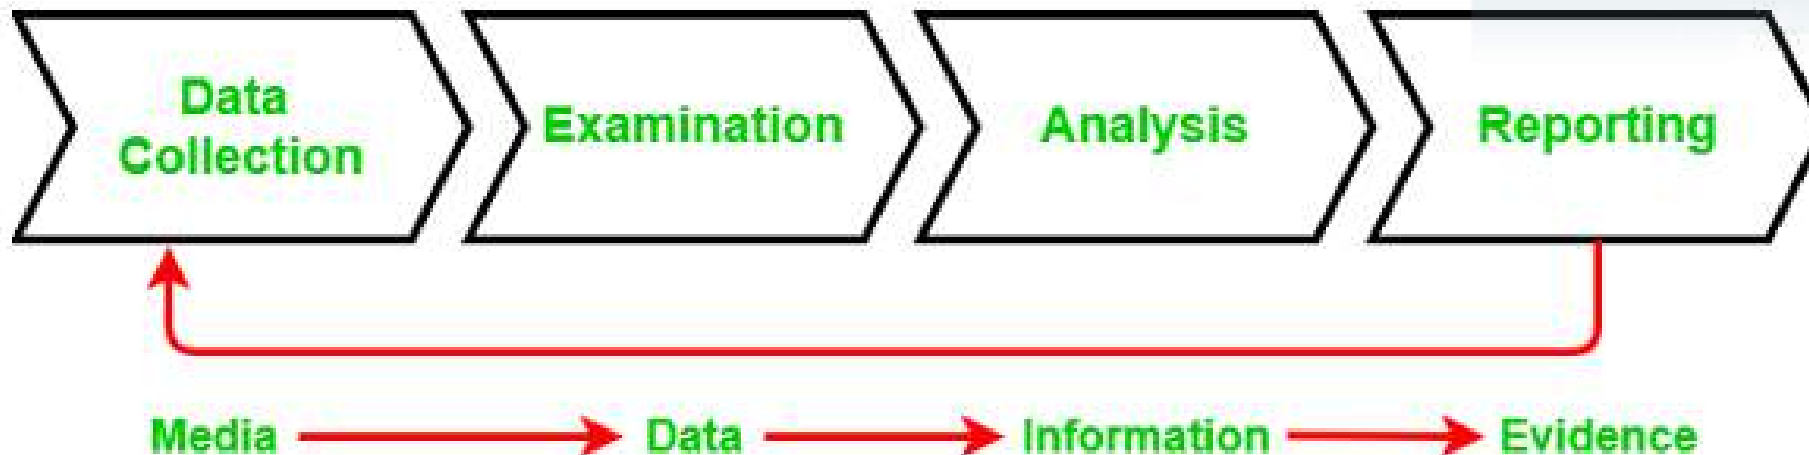 Data
Collection
Examination
Analysis
Reporting
Media
Data
Information
Evidence